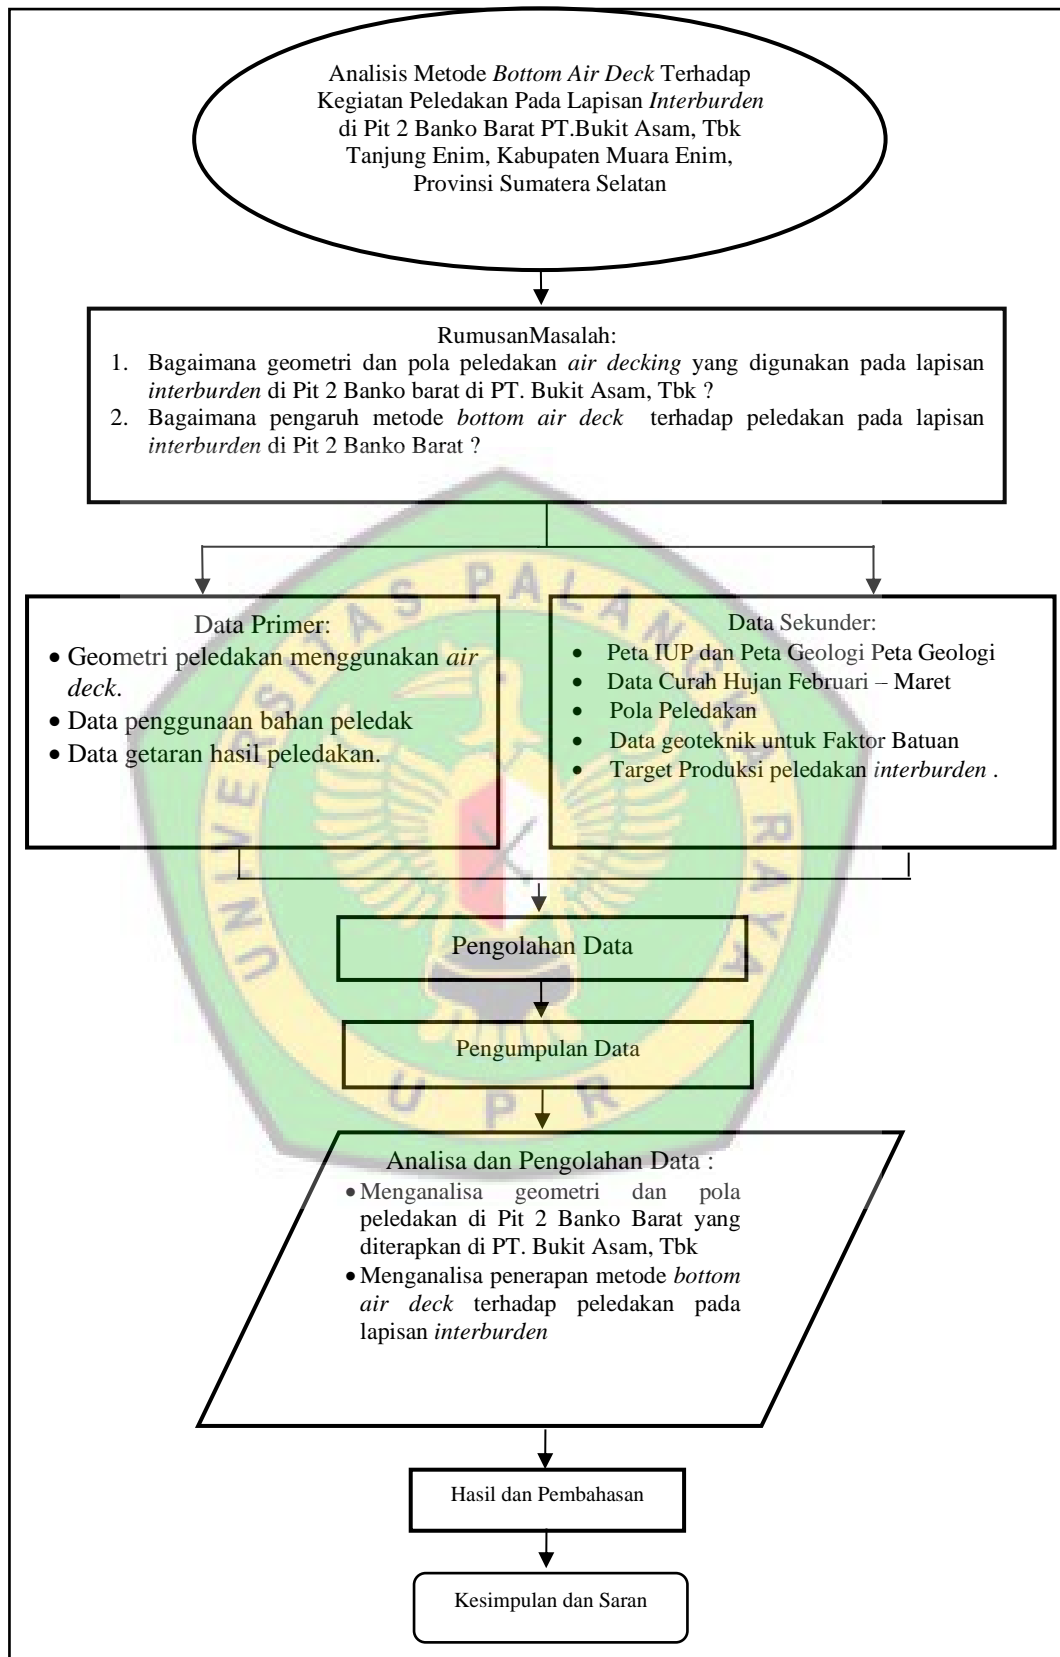 Analisis Metode Bottom Air Deck Terhadap
Kegiatan Peledakan Pada Lapisan Interburden
di Pit 2 Banko Barat PT.Bukit Asam, Tbk
Tanjung Enim, Kabupaten Muara Enim,
Provinsi Sumatera Selatan
RumusanMasalah:
1. Bagaimana geometri dan pola peledakan air decking yang digunakan pada lapisan
interburden di Pit 2 Banko barat di PT. Bukit Asam, Tbk ?
2. Bagaimana pengaruh metode bottom air deck terhadap peledakan pada lapisan
interburden di Pit 2 Banko Barat ?
Data Primer:
• Geometri peledakan menggunakan air
deck.
• Data penggunaan bahan peledak
• Data getaran hasil peledakan.
Data Sekunder:
• Peta IUP dan Peta Geologi Peta Geologi
• Data Curah Hujan Februari – Maret
• Pola Peledakan
• Data geoteknik untuk Faktor Batuan
• Target Produksi peledakan interburden .
UNIVERSITAS PALANGKA RAYA
UPR
Pengolahan Data
Pengumpulan Data
Analisa dan Pengolahan Data :
• Menganalisa geometri dan pola
peledakan di Pit 2 Banko Barat yang
diterapkan di PT. Bukit Asam, Tbk
• Menganalisa penerapan metode bottom
air deck terhadap peledakan pada
lapisan interburden
Hasil dan Pembahasan
Kesimpulan dan Saran